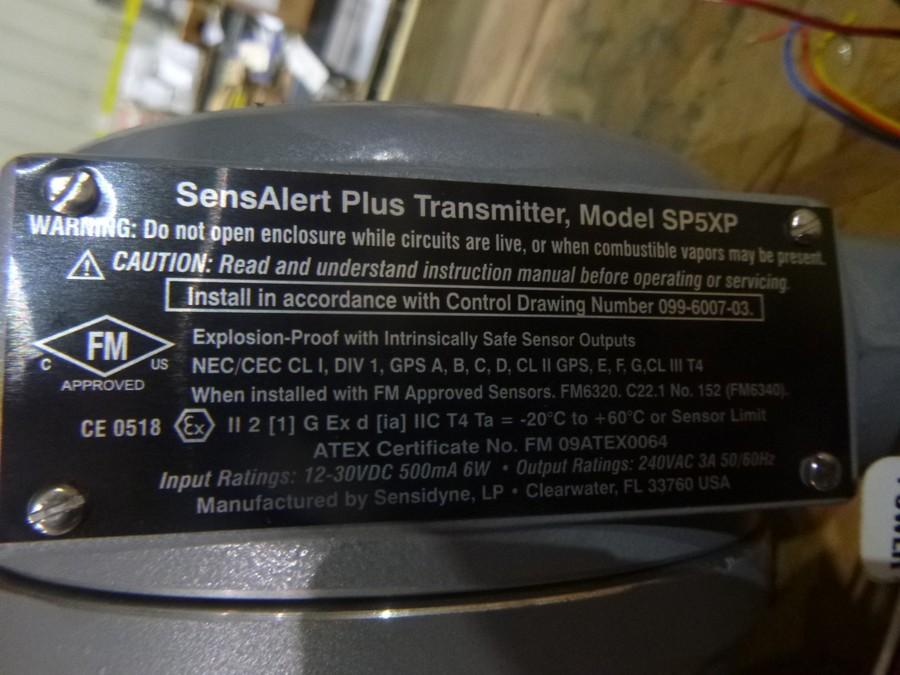 SensAlert Plus Transmitter, Model SP5XP
WARNING: Do not open enclosure while circuits are live, or when combustible vapors may be present.
CAUTION: Read and understand instruction manual before operating or servicing.
Install in accordance with Control Drawing Number 099-6007-03.
FM
C US
APPROVED
Explosion-Proof with Intrinsically Safe Sensor Outputs
NEC/CEC CL I, DIV 1, GPS A, B, C, D, CL II GPS, E, F, G,CL III T4
When installed with FM Approved Sensors. FM6320. C22.1 No. 152 (FM6340).
CE 0518 Ex II 2 [1] G Ex d [ia] IIC T4 Ta = -20°C to +60°C or Sensor Limit
ATEX Certificate No. FM 09ATEX0064
Input Ratings: 12-30VDC 500mA 6W • Output Ratings: 240VAC 3A 50/60Hz
Manufactured by Sensidyne, LP • Clearwater, FL 33760 USA
POWER